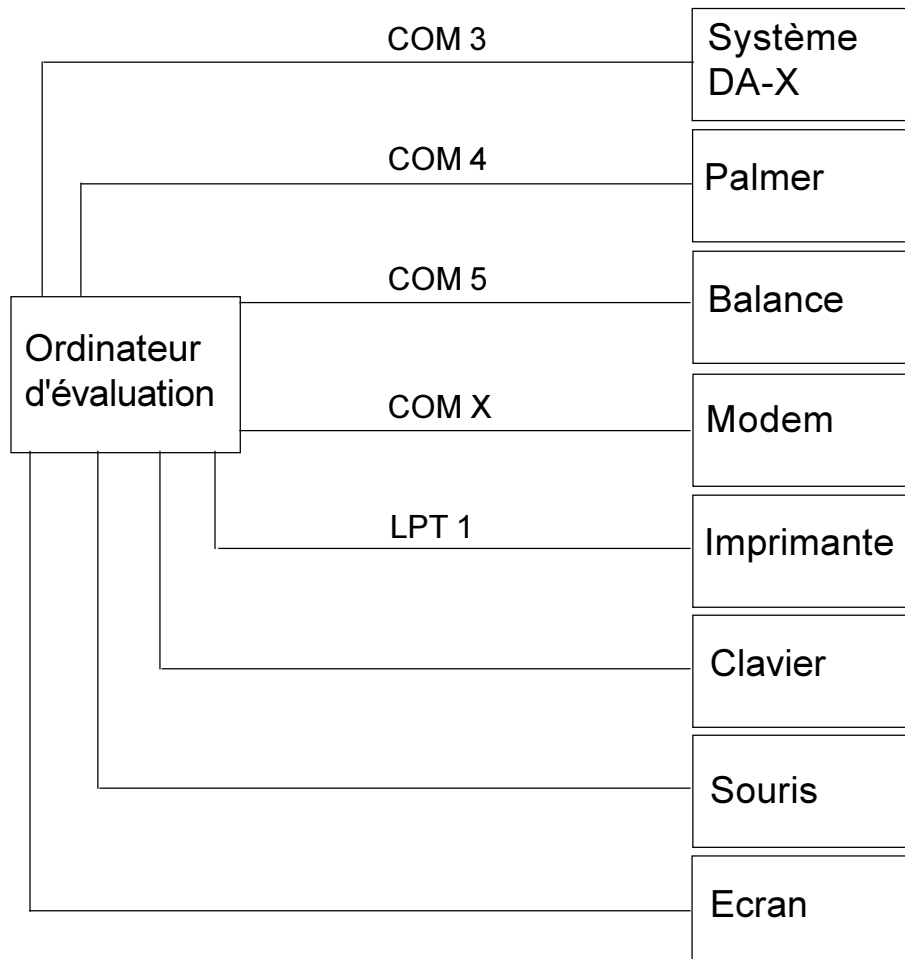 COM 3
Système
DA-X
COM 4
Palmer
COM 5
Balance
Ordinateur
d'évaluation
COM X
Modem
LPT 1
Imprimante
Clavier
Souris
Ecran